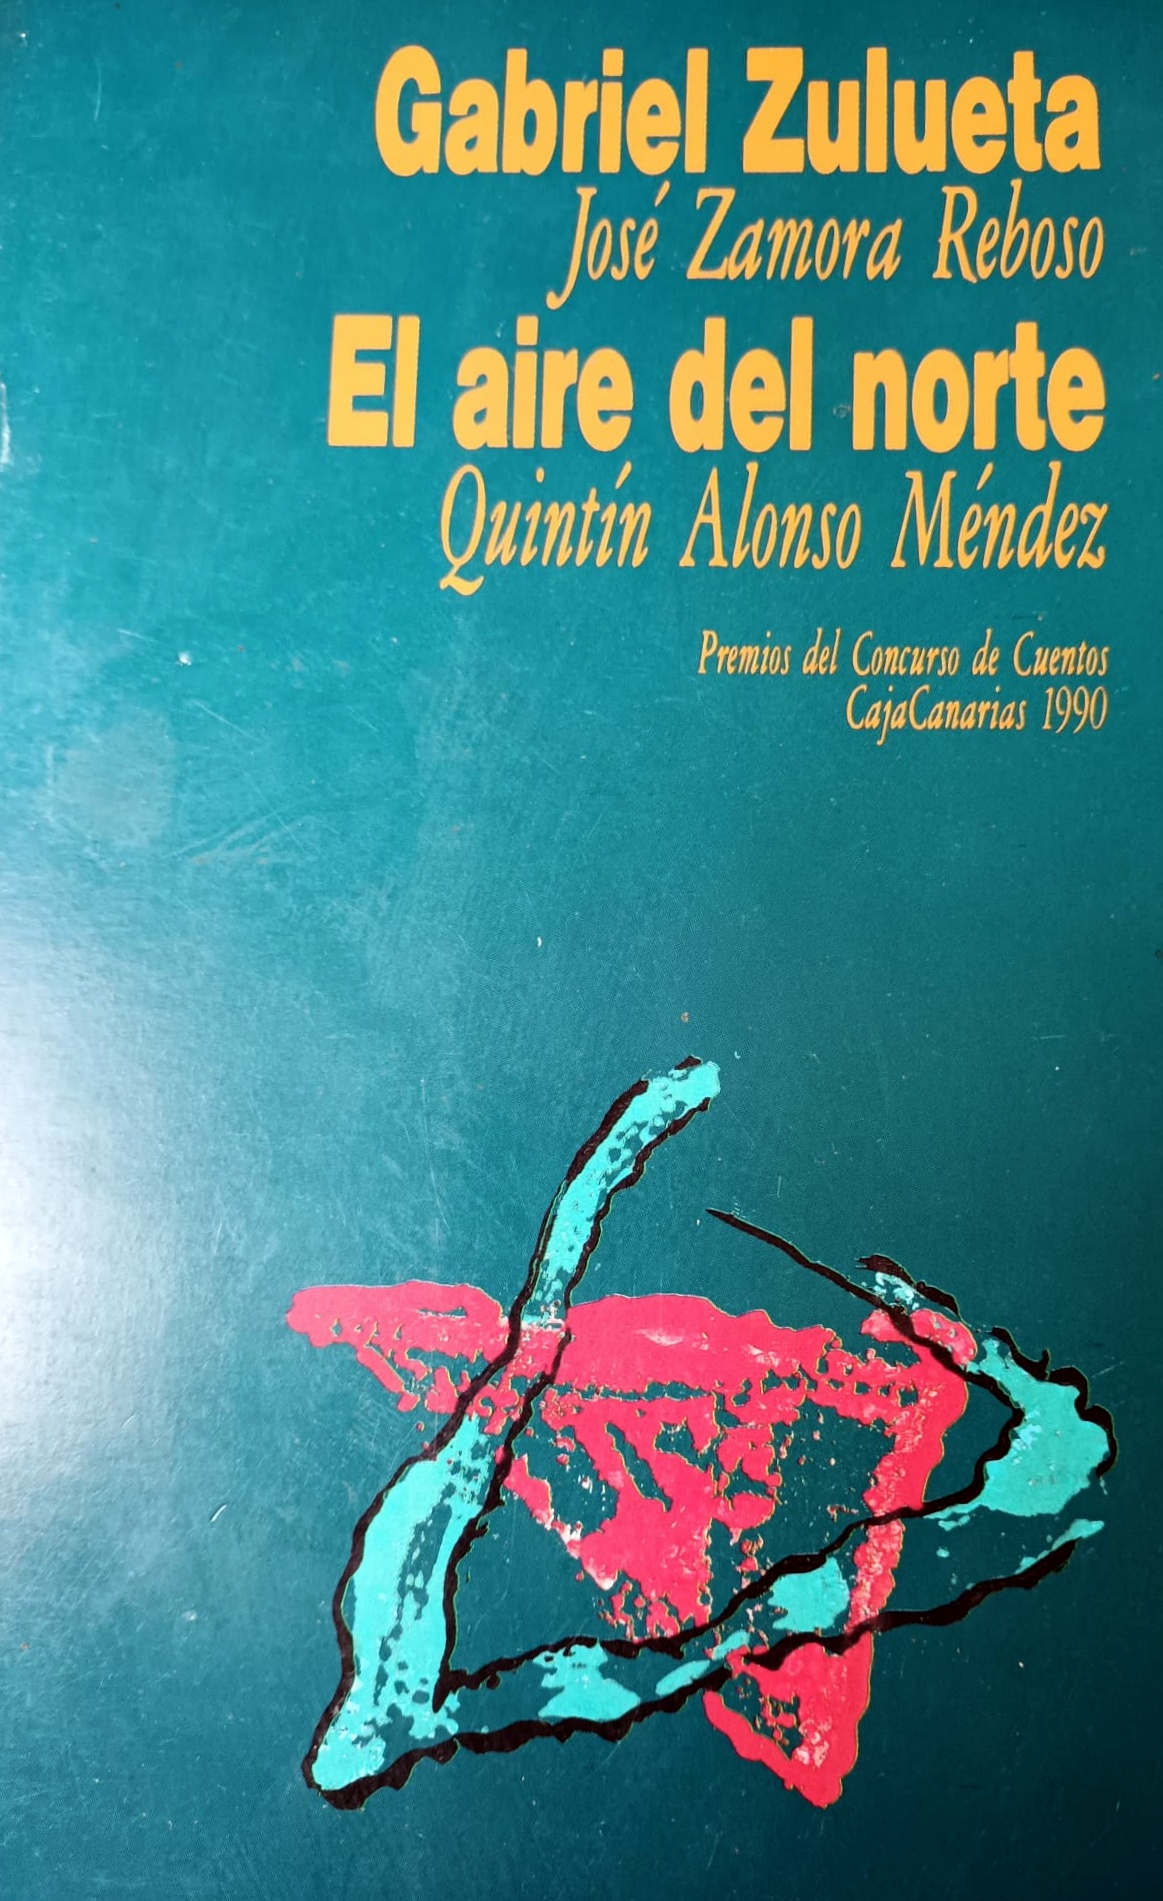 Gabriel Zulueta
José Zamora Reboso
El aire del norte
Quintín Alonso Méndez
Premios del Concurso de Cuentos
CajaCanarias 1990